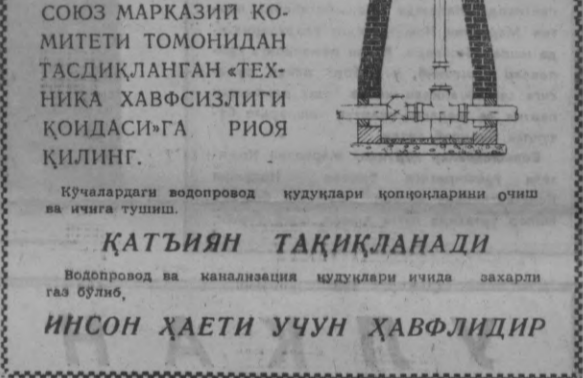 СОЮЗ МАРКАЗИЙ КО-
МИТЕТИ ТОМОНИДАН
ТАСДИҚЛАНГАН «ТЕХ-
НИКА ХАВФСИЗЛИГИ
ҚОИДАСИ»ГА РИОЯ
ҚИЛИНГ.
Кўчалардаги водопровод қудуқлари қопқоқларини очиш
ва ичига тушиш.
ҚАТЪИЯН ТАҚИҚЛАНАДИ
Водопровод ва канализация қудуқлари ичида захарли
газ бўлиб,
ИНСОН ҲАЕТИ УЧУН ҲАВФЛИДИР